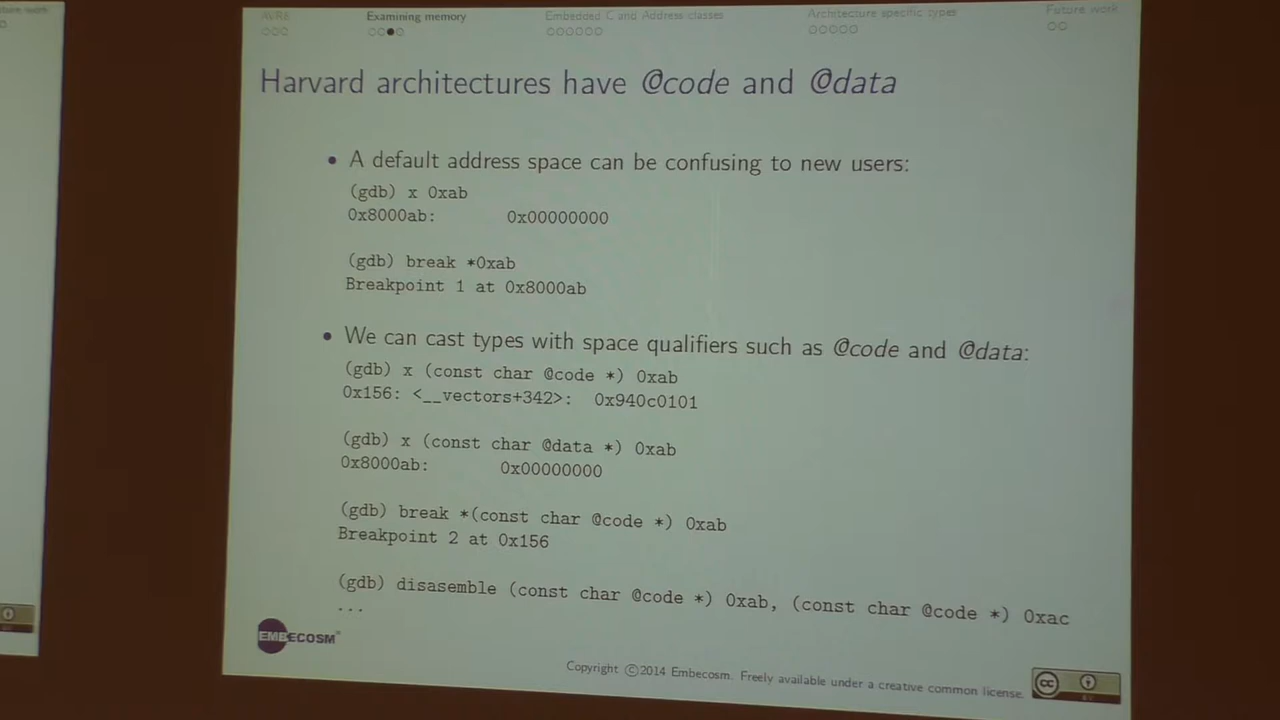 AVR8 Examining memory Embedded C and Address classes Architecture specific types Future work
Harvard architectures have @code and @data
• A default address space can be confusing to new users:
(gdb) x 0xab
0x8000ab: 0x00000000
(gdb) break *0xab
Breakpoint 1 at 0x8000ab
• We can cast types with space qualifiers such as @code and @data:
(gdb) x (const char @code *) 0xab
0x156: <__vectors+342>: 0x940c0101
(gdb) x (const char @data *) 0xab
0x8000ab: 0x00000000
(gdb) break *(const char @code *) 0xab
Breakpoint 2 at 0x156
(gdb) disasemble (const char @code *) 0xab, (const char @code *) 0xac
...
EMBECOSM®
Copyright ©2014 Embecosm. Freely available under a creative common license.
cc
BY